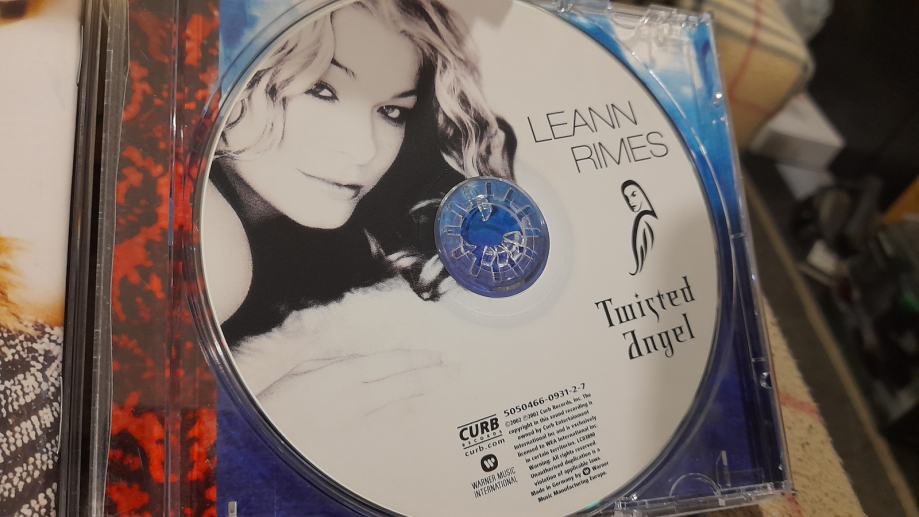 LEANN
RIMES
Twisted
Angel
CURB
RECORDS
curb.com
WARNER MUSIC
INTERNATIONAL
5050466-0931-2-7
℗2002 ©2002 Curb Records, Inc. The
copyright in this sound recording is
owned by Curb Entertainment
International Inc and is exclusively
licensed to WEA International Inc.
in certain territories. LC03890
Warning: All rights reserved.
Unauthorised duplication is a
violation of applicable laws.
Made in Germany by Warner
Music Manufacturing Europe.